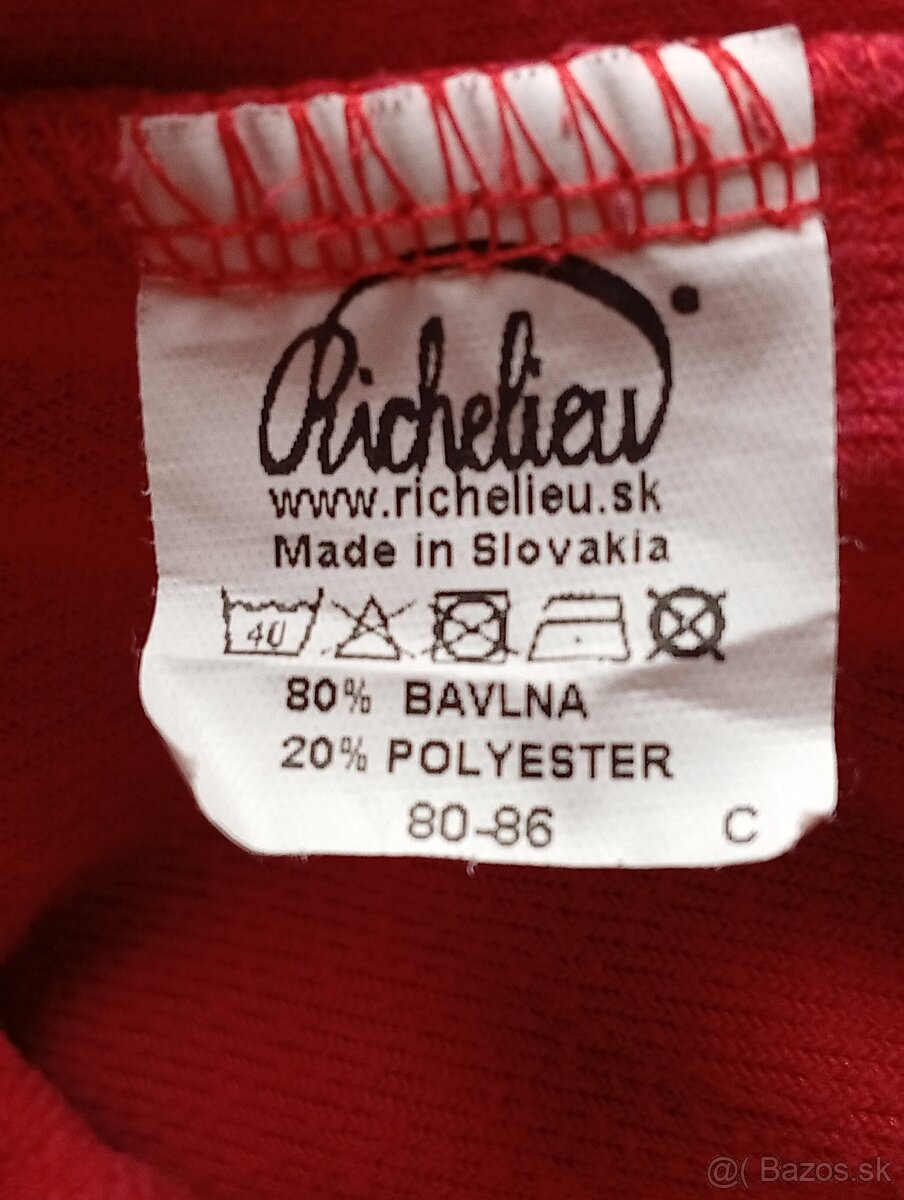 Richelieu
www.richelieu.sk
Made in Slovakia
40
80% BAVLNA
20% POLYESTER
80-86 C
@( Bazos.sk